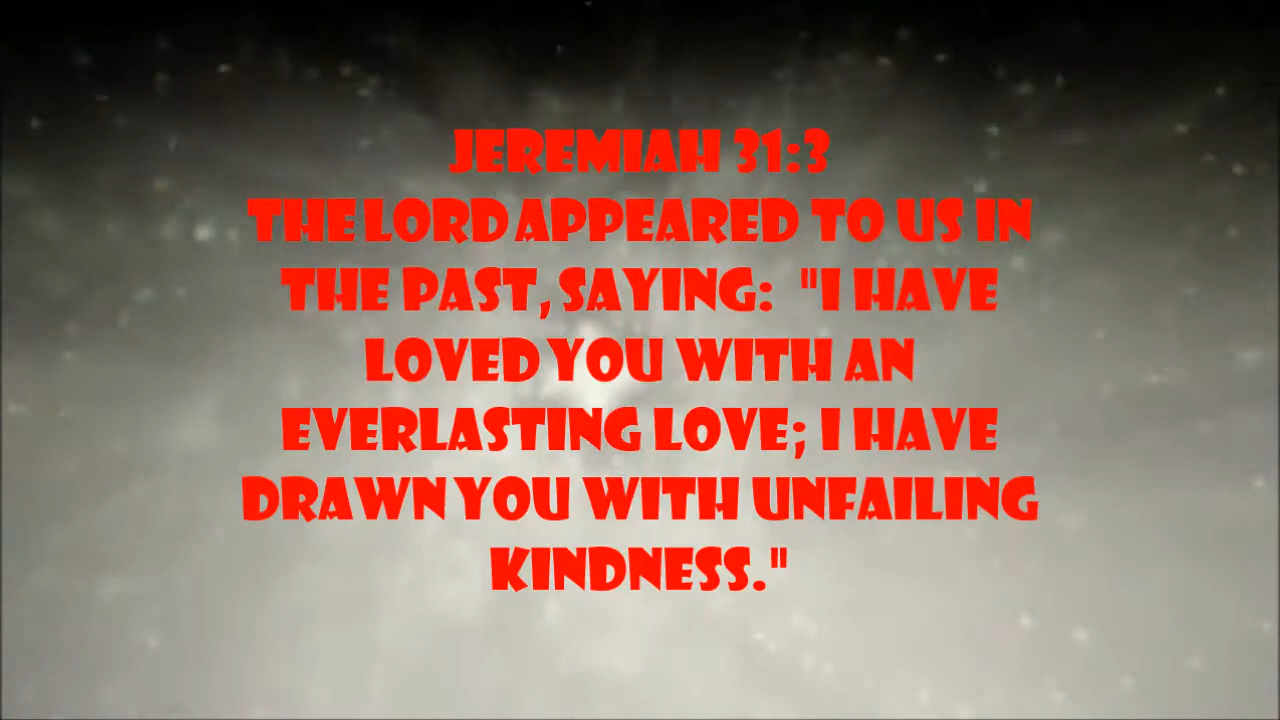 JEREMIAH 31:3
THE LORD APPEARED TO US IN
THE PAST, SAYING:  "I HAVE
LOVED YOU WITH AN
EVERLASTING LOVE; I HAVE
DRAWN YOU WITH UNFAILING
KINDNESS."